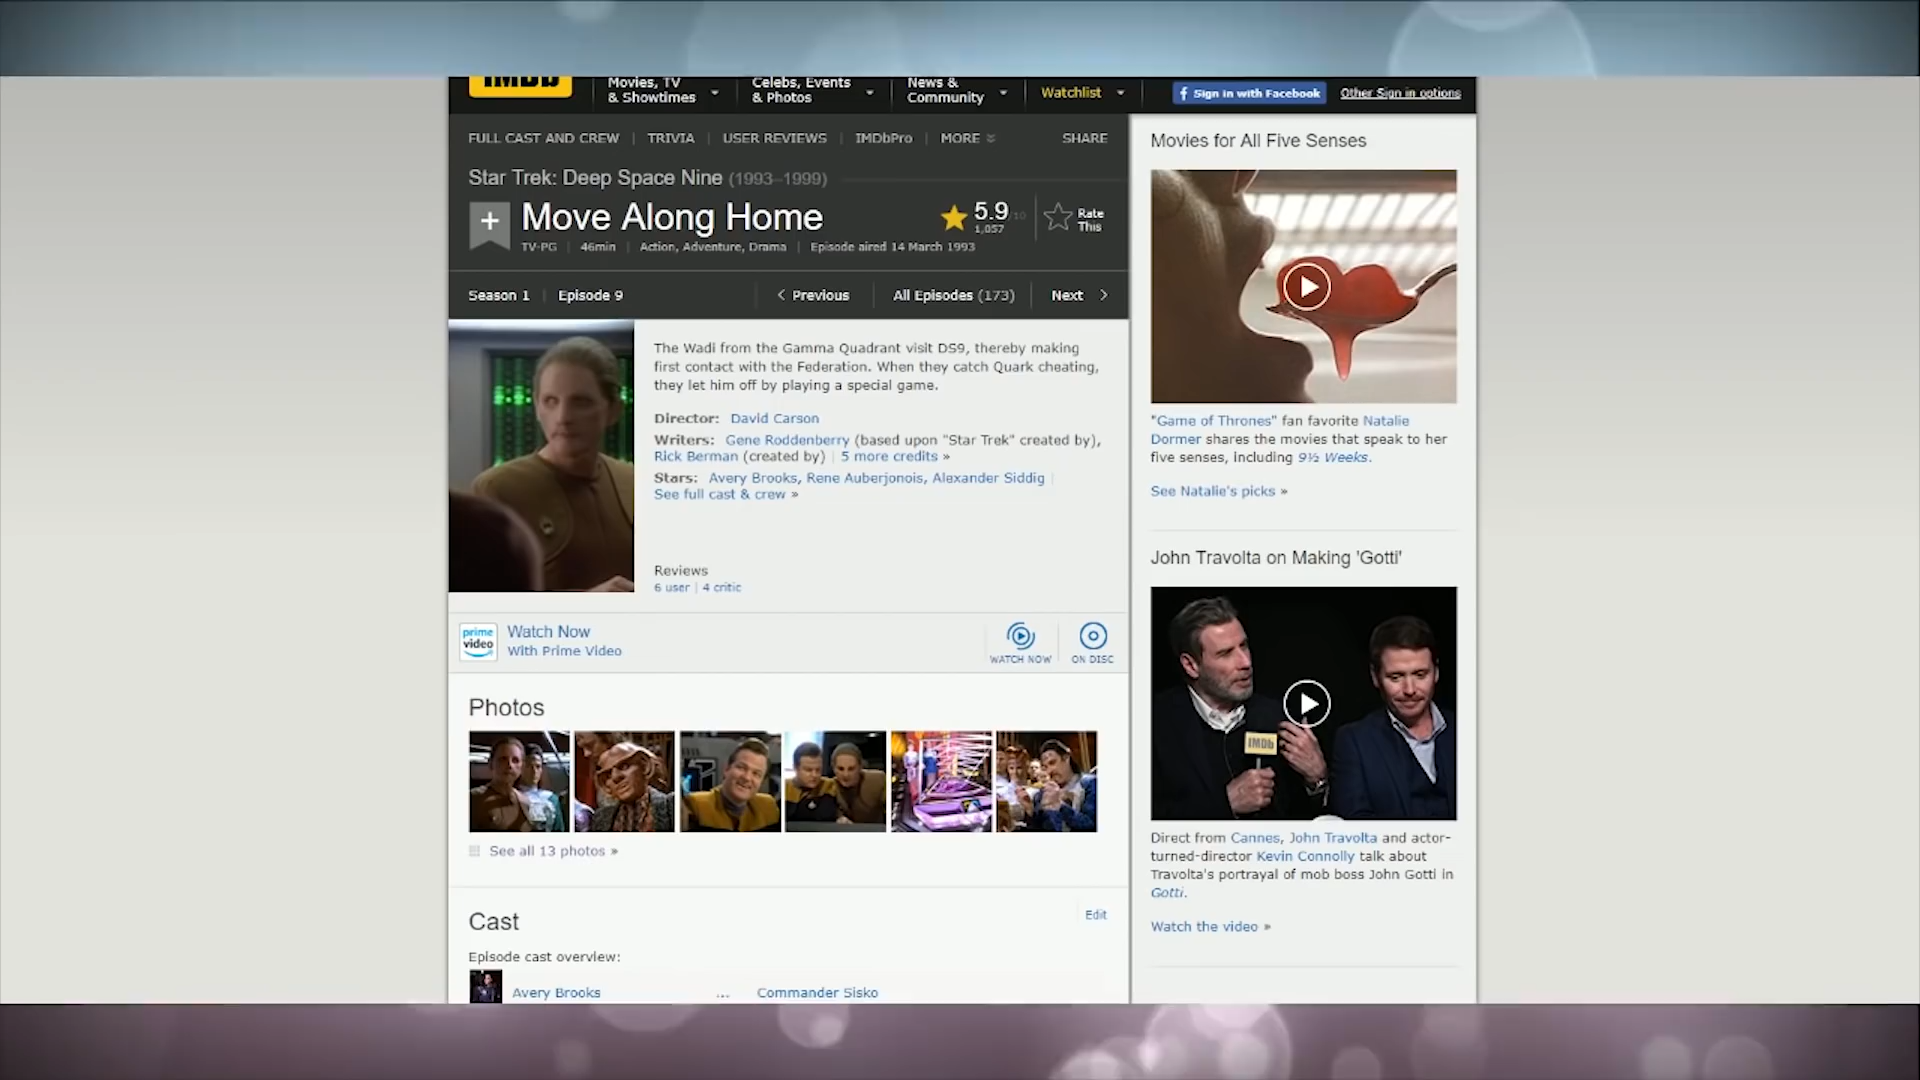 IMDb
Movies, TV
& Showtimes
Celebs, Events
& Photos
News &
Community
Watchlist
f Sign in with Facebook
Other Sign in options
FULL CAST AND CREW | TRIVIA | USER REVIEWS | IMDbPro | MORE
SHARE
Star Trek: Deep Space Nine (1993–1999)
+ Move Along Home
5.9/10
1,057
Rate
This
TV-PG | 46min | Action, Adventure, Drama | Episode aired 14 March 1993
Season 1 | Episode 9
Previous
All Episodes (173)
Next
The Wadi from the Gamma Quadrant visit DS9, thereby making
first contact with the Federation. When they catch Quark cheating,
they let him off by playing a special game.
Director: David Carson
Writers: Gene Roddenberry (based upon "Star Trek" created by),
Rick Berman (created by) | 5 more credits »
Stars: Avery Brooks, Rene Auberjonois, Alexander Siddig |
See full cast & crew »
Reviews
6 user | 4 critic
prime
video
Watch Now
With Prime Video
WATCH NOW
ON DISC
Photos
See all 13 photos »
Cast
Edit
Episode cast overview:
Avery Brooks ... Commander Sisko
Movies for All Five Senses
"Game of Thrones" fan favorite Natalie
Dormer shares the movies that speak to her
five senses, including 9½ Weeks.
See Natalie's picks »
John Travolta on Making 'Gotti'
IMDb
Direct from Cannes, John Travolta and actor-
turned-director Kevin Connolly talk about
Travolta's portrayal of mob boss John Gotti in
Gotti.
Watch the video »